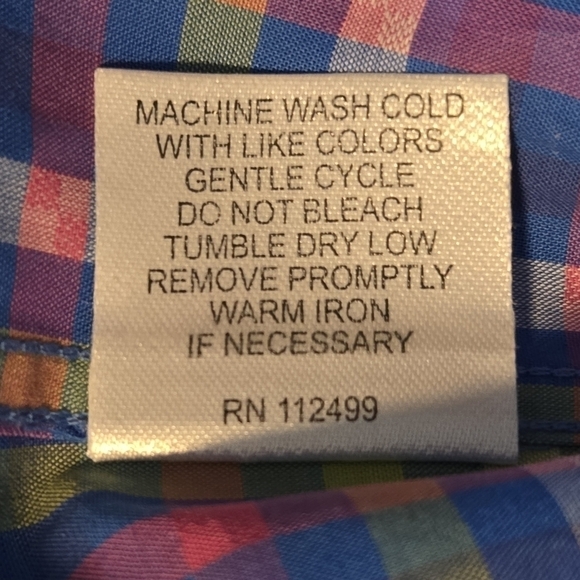 MACHINE WASH COLD
WITH LIKE COLORS
GENTLE CYCLE
DO NOT BLEACH
TUMBLE DRY LOW
REMOVE PROMPTLY
WARM IRON
IF NECESSARY
RN 112499